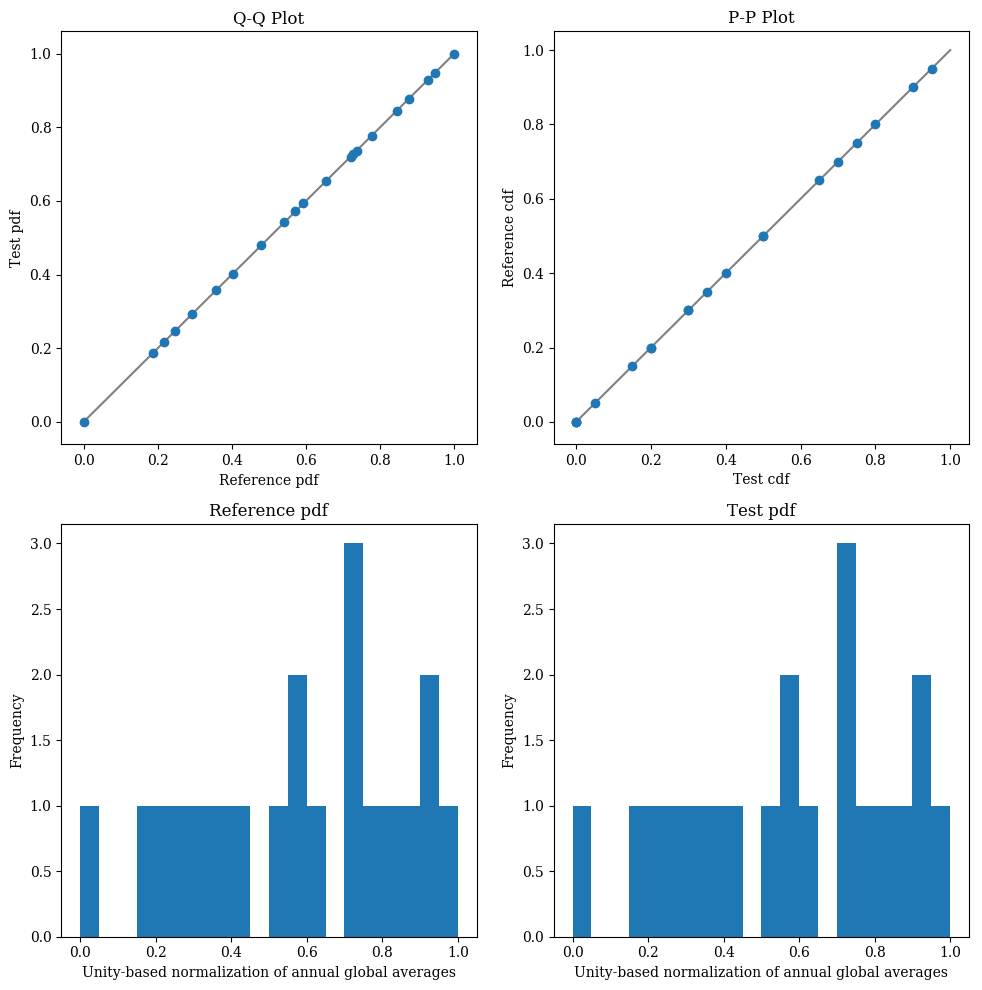 Q-Q Plot
1.0
0.8
0.6
0.4
0.2
0.0
Test pdf
0.0 0.2 0.4 0.6 0.8 1.0
Reference pdf
P-P Plot
1.0
0.8
0.6
0.4
0.2
0.0
Reference cdf
0.0 0.2 0.4 0.6 0.8 1.0
Test cdf
Reference pdf
3.0
2.5
2.0
1.5
1.0
0.5
0.0
Frequency
0.0 0.2 0.4 0.6 0.8 1.0
Unity-based normalization of annual global averages
Test pdf
3.0
2.5
2.0
1.5
1.0
0.5
0.0
Frequency
0.0 0.2 0.4 0.6 0.8 1.0
Unity-based normalization of annual global averages